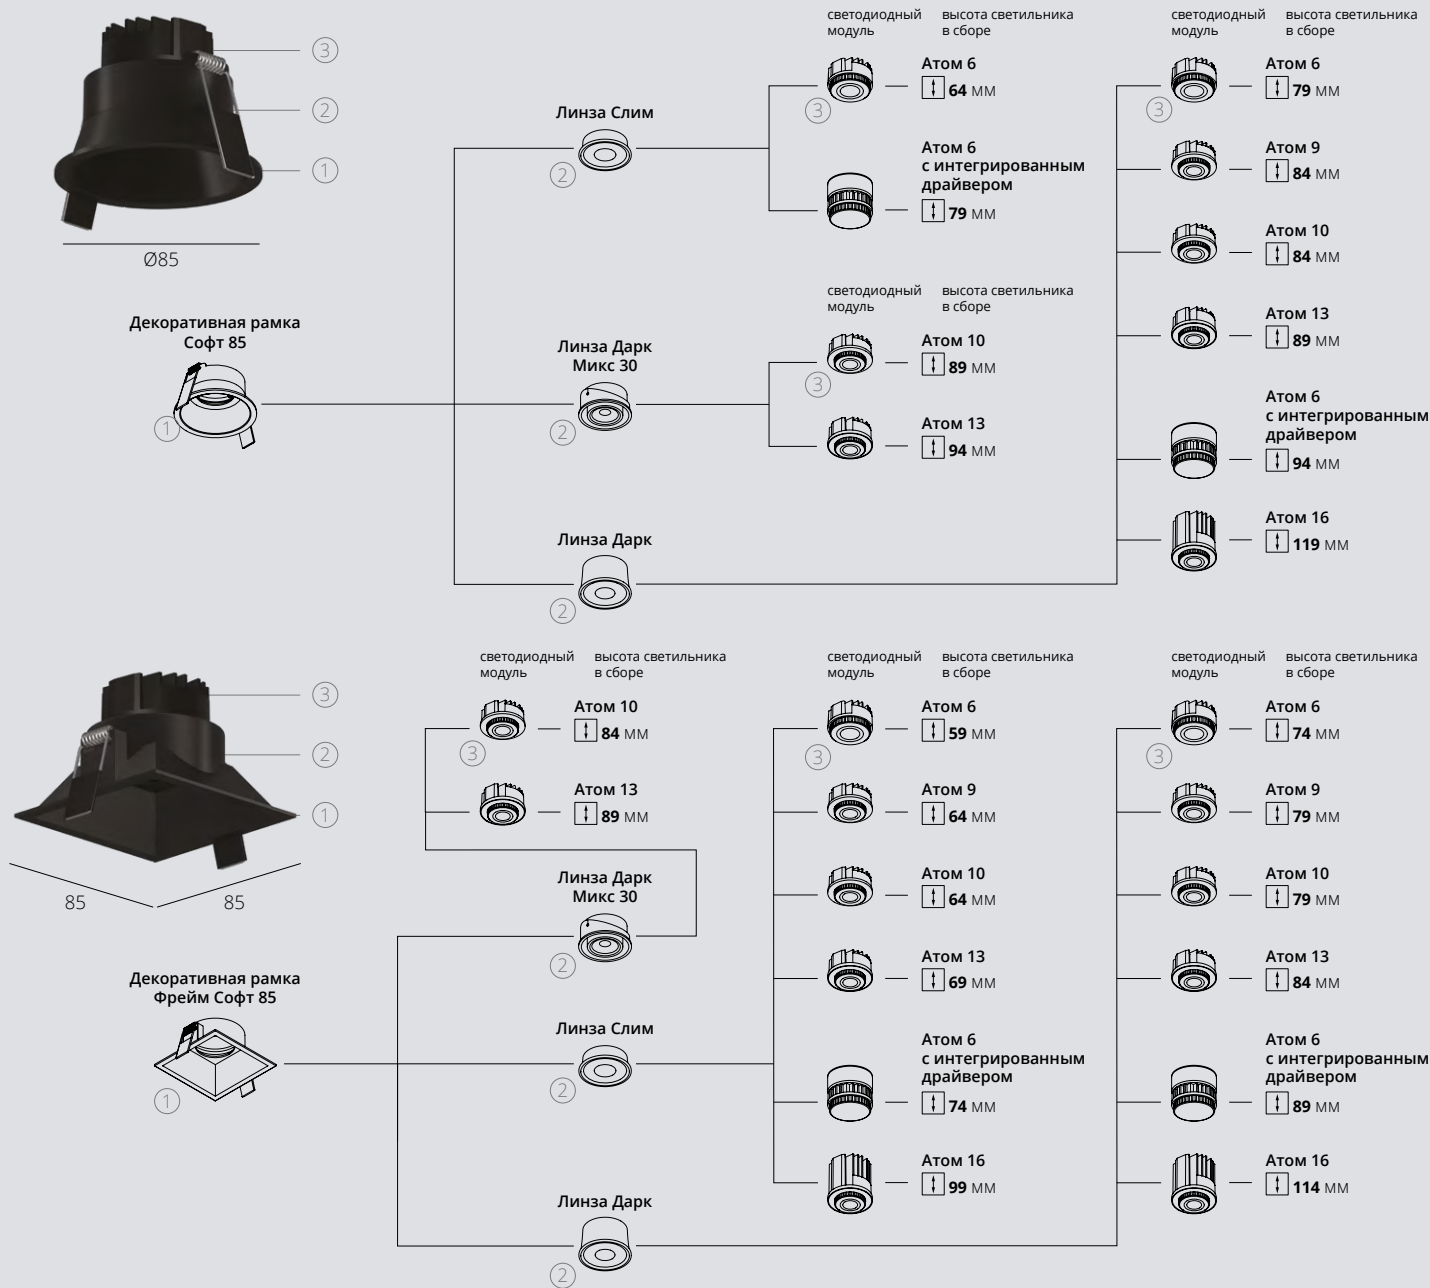 светодиодный модуль
высота светильника в сборе
светодиодный модуль
высота светильника в сборе
3
2
1
Ø85
Декоративная рамка
Софт 85
1
Линза Слим
2
3
Атом 6
64 ММ
Атом 6
с интегрированным
драйвером
79 ММ
светодиодный модуль
высота светильника в сборе
Линза Дарк
Микс 30
2
3
Атом 10
89 ММ
Атом 13
94 ММ
Линза Дарк
2
3
Атом 6
79 ММ
Атом 9
84 ММ
Атом 10
84 ММ
Атом 13
89 ММ
Атом 6
с интегрированным
драйвером
94 ММ
Атом 16
119 ММ
3
2
1
85
85
Декоративная рамка
Фрейм Софт 85
1
светодиодный модуль
высота светильника в сборе
3
Атом 10
84 ММ
Атом 13
89 ММ
Линза Дарк
Микс 30
2
Линза Слим
2
Линза Дарк
2
светодиодный модуль
высота светильника в сборе
3
Атом 6
59 ММ
Атом 9
64 ММ
Атом 10
64 ММ
Атом 13
69 ММ
Атом 6
с интегрированным
драйвером
74 ММ
Атом 16
99 ММ
светодиодный модуль
высота светильника в сборе
3
Атом 6
74 ММ
Атом 9
79 ММ
Атом 10
79 ММ
Атом 13
84 ММ
Атом 6
с интегрированным
драйвером
89 ММ
Атом 16
114 ММ